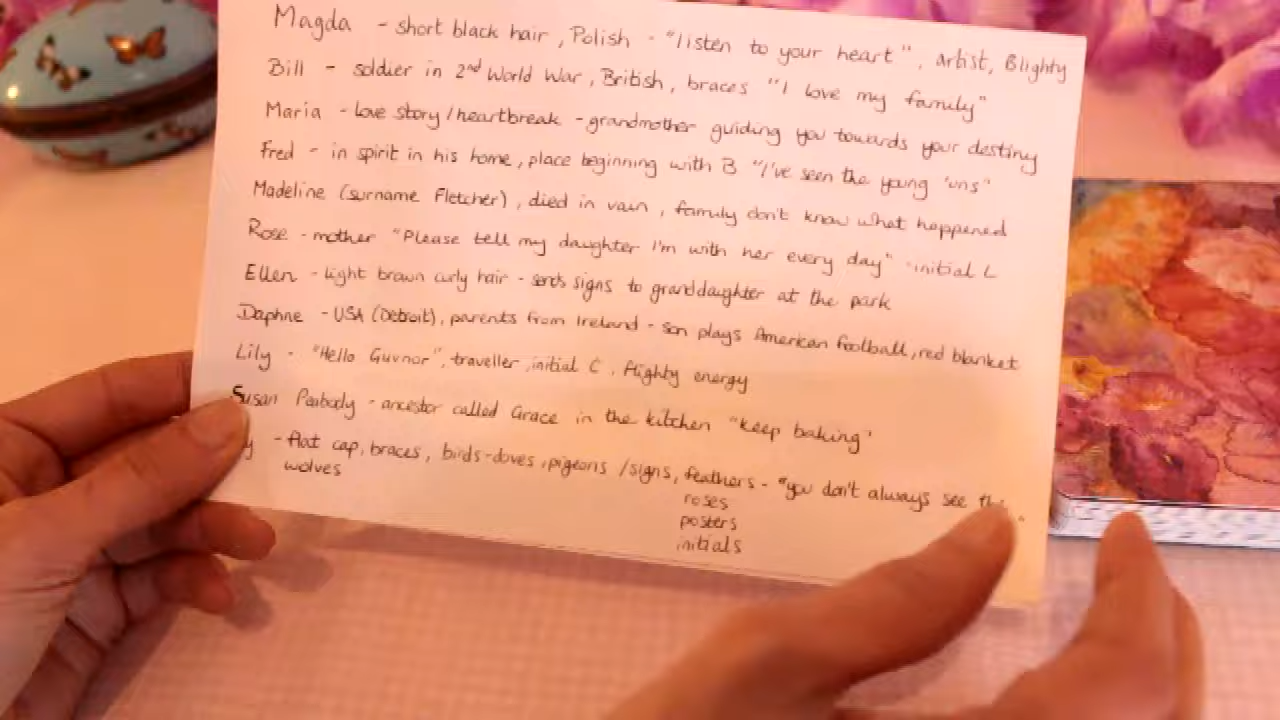 Magda - short black hair, Polish - "listen to your heart", artist, Blighty
Bill - soldier in 2nd World War, British, braces "I love my family"
Maria - love story/heartbreak - grandmother guiding you towards your destiny
Fred - in spirit in his home, place beginning with B "I've seen the young 'uns"
Madeline (surname Fletcher), died in vain, family don't know what happened
Rose - mother "Please tell my daughter I'm with her every day" - initial L
Ellen - light brown curly hair - sends signs to granddaughter at the park
Daphne - USA (Detroit), parents from Ireland - son plays American football, red blanket
Lily - "Hello Guvnor", traveller, initial C, flighty energy
Susan Peabody - ancestor called Grace in the kitchen "keep baking"
- flat cap, braces, birds-doves, pigeons /signs, feathers - "you don't always see
wolves
roses
posters
initials